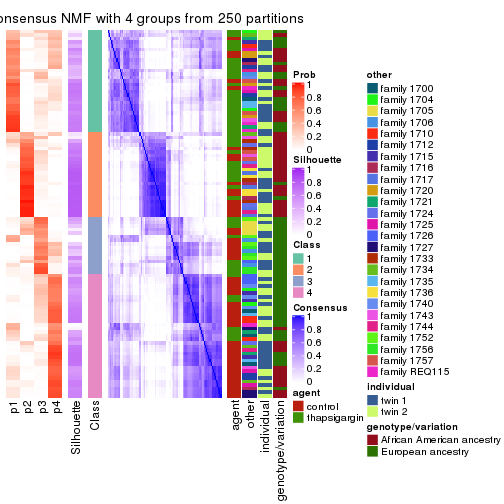 onsensus NMF with 4 groups from 250 partitions
Prob
1
0.8
0.6
0.4
0.2
0
Silhouette
1
0.8
0.6
0.4
0.2
0
Class
1
2
3
4
Consensus
1
0.8
0.6
0.4
0.2
0
agent
control
thapsigargin
other
family 1700
family 1704
family 1705
family 1706
family 1710
family 1712
family 1715
family 1716
family 1717
family 1720
family 1721
family 1724
family 1725
family 1726
family 1727
family 1733
family 1734
family 1735
family 1736
family 1740
family 1743
family 1744
family 1752
family 1756
family 1757
family REQ115
individual
twin 1
twin 2
genotype/variation
African American ancestry
European ancestry
p1
p2
p3
p4
Silhouette
Class
agent
other
individual
genotype/variation